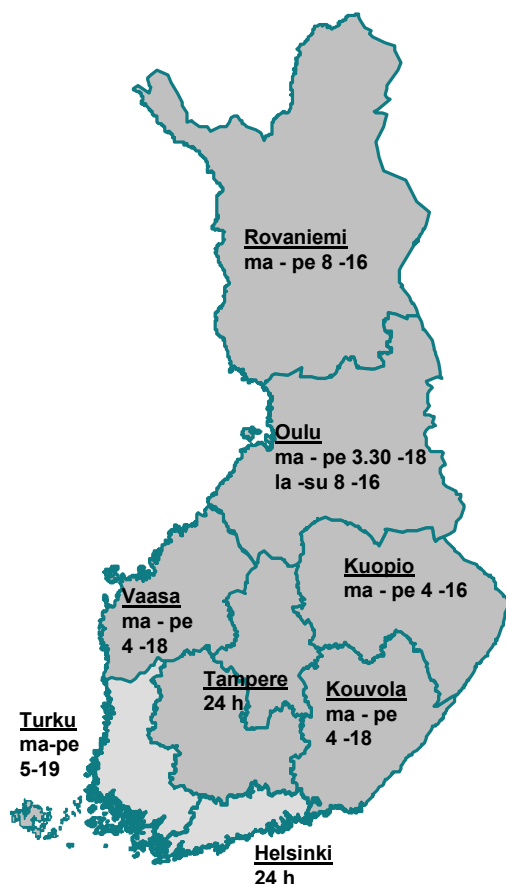 Rovaniemi
ma - pe 8 -16
Oulu
ma - pe 3.30 -18
la -su 8 -16
Kuopio
ma - pe 4 -16
Vaasa
ma - pe
4 -18
Tampere
24 h
Kouvola
ma - pe
4 -18
Turku
ma-pe
5-19
Helsinki
24 h